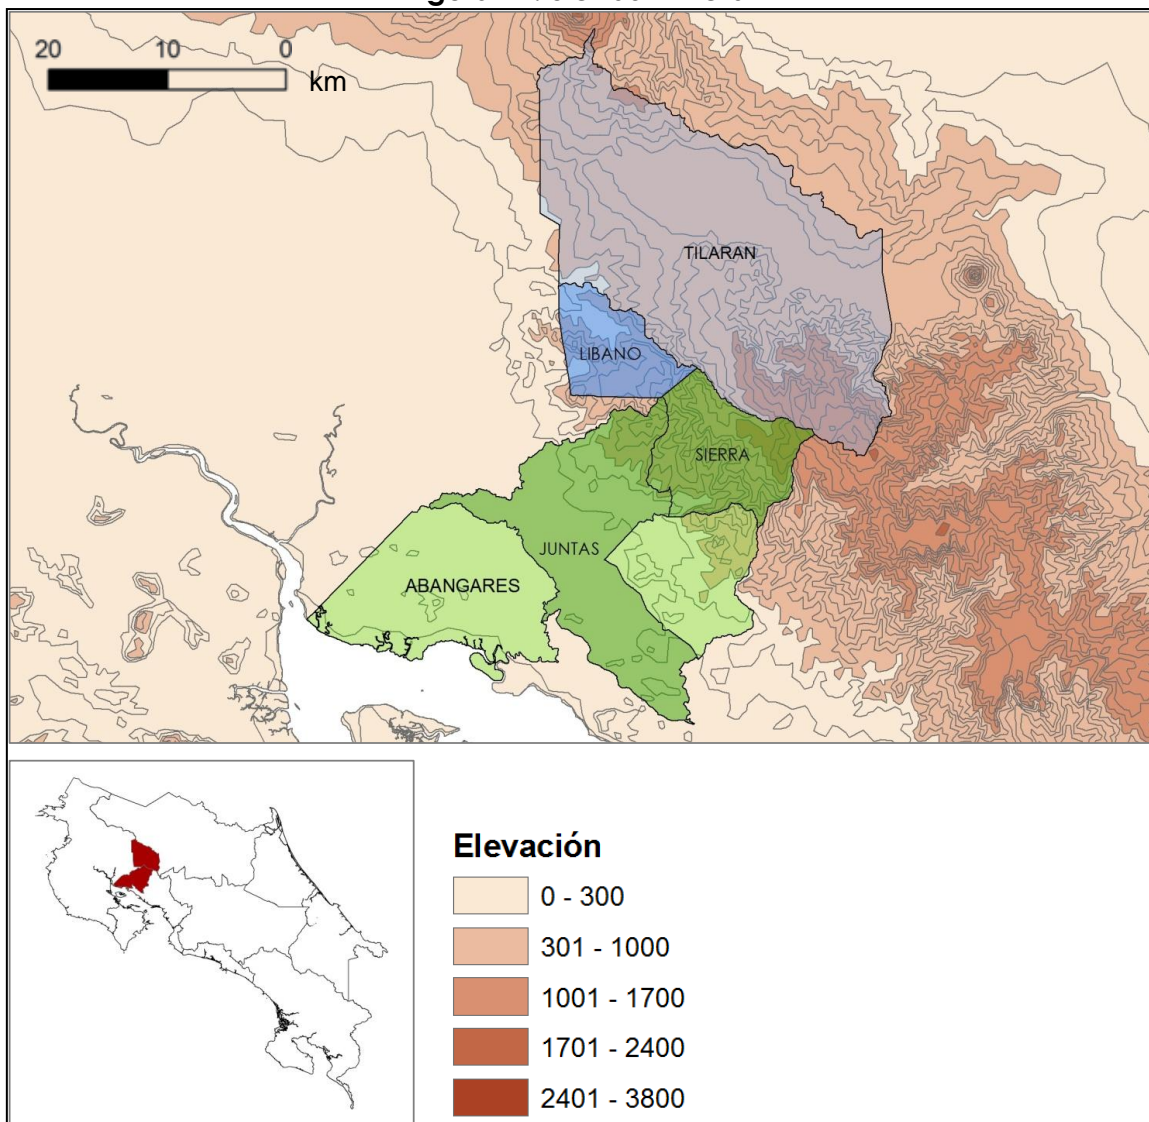 20 10 0
km
TILARAN
LIBANO
SIERRA
JUNTAS
ABANGARES
Elevación
0 - 300
301 - 1000
1001 - 1700
1701 - 2400
2401 - 3800